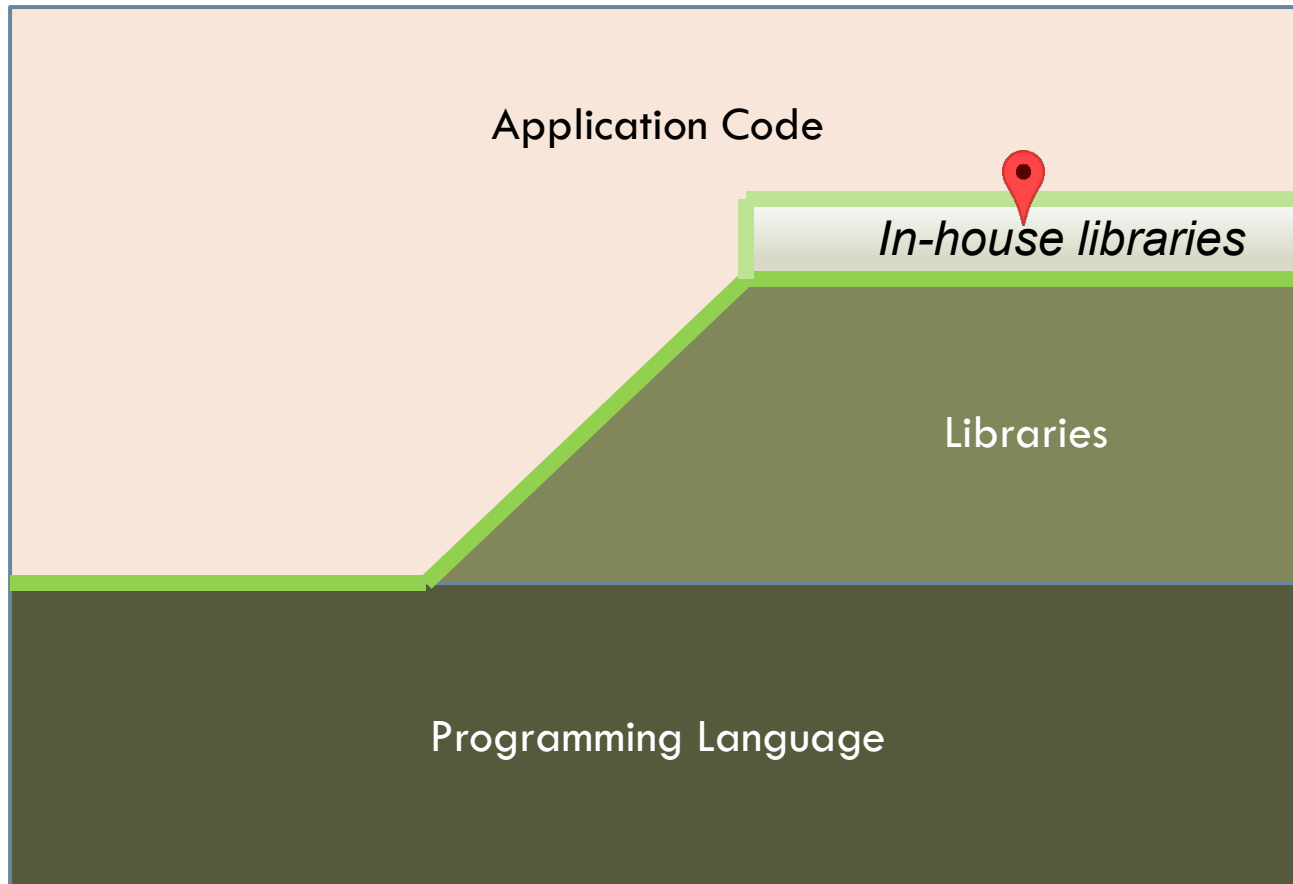 Application Code
In-house libraries
Libraries
Programming Language